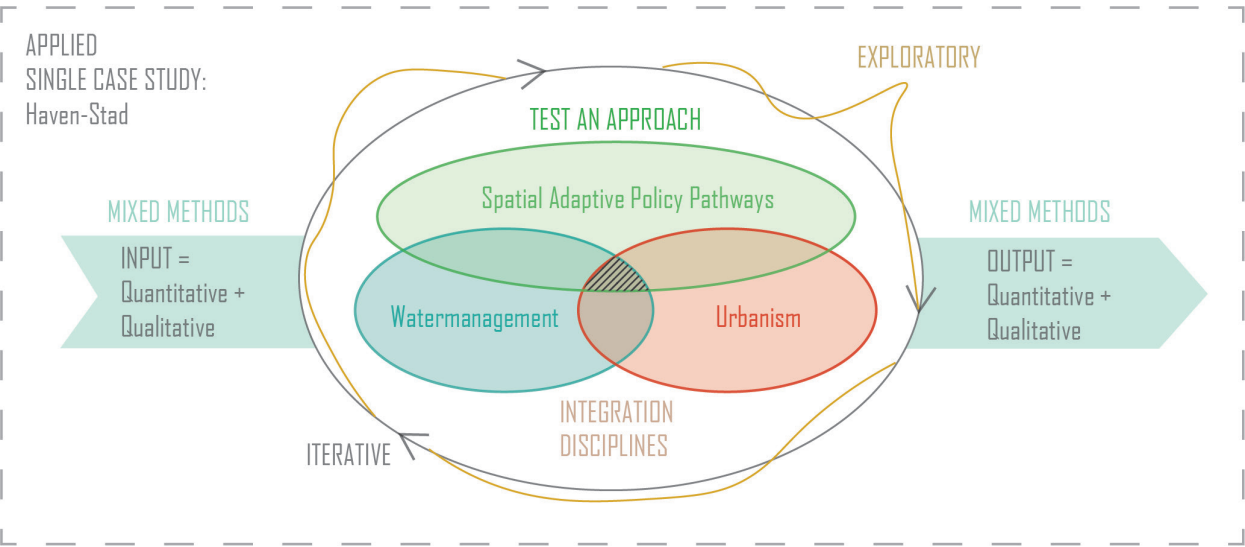 APPLIED
SINGLE CASE STUDY:
Haven-Stad
EXPLORATORY
TEST AN APPROACH
Spatial Adaptive Policy Pathways
MIXED METHODS
INPUT =
Quantitative +
Qualitative
Watermanagement
Urbanism
MIXED METHODS
OUTPUT =
Quantitative +
Qualitative
INTEGRATION
DISCIPLINES
ITERATIVE